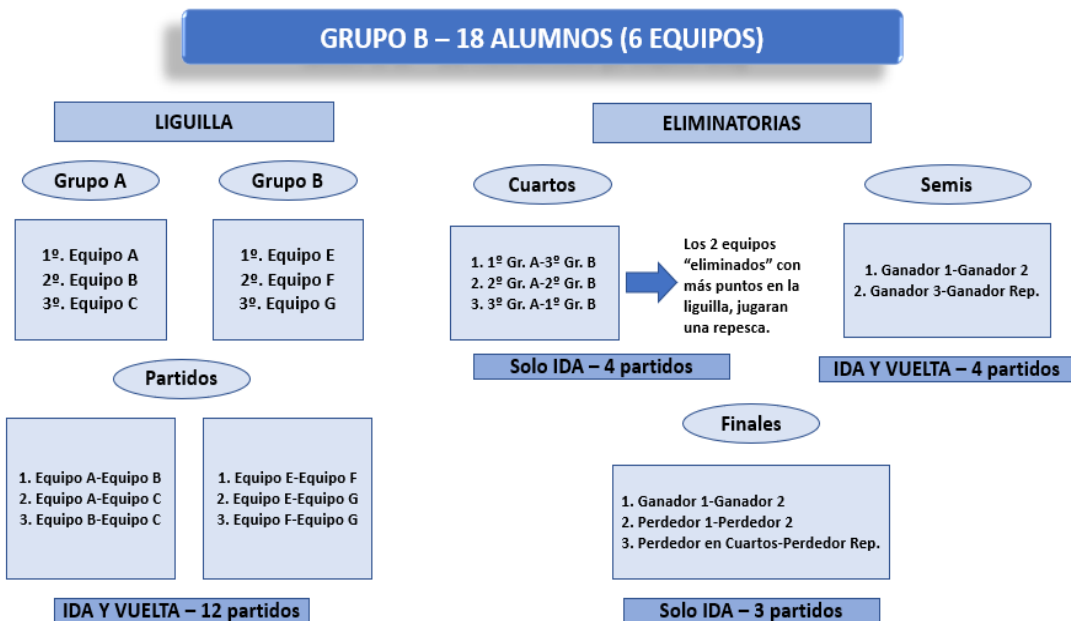 GRUPO B – 18 ALUMNOS (6 EQUIPOS)
LIGUILLA
Grupo A
Grupo B
1º. Equipo A
2º. Equipo B
3º. Equipo C
1º. Equipo E
2º. Equipo F
3º. Equipo G
Partidos
1. Equipo A-Equipo B
2. Equipo A-Equipo C
3. Equipo B-Equipo C
1. Equipo E-Equipo F
2. Equipo E-Equipo G
3. Equipo F-Equipo G
IDA Y VUELTA – 12 partidos
ELIMINATORIAS
Cuartos
1. 1º Gr. A-3º Gr. B
2. 2º Gr. A-2º Gr. B
3. 3º Gr. A-1º Gr. B
Los 2 equipos
“eliminados” con
más puntos en la
liguilla, jugaran
una repesca.
Solo IDA – 4 partidos
Semis
1. Ganador 1-Ganador 2
2. Ganador 3-Ganador Rep.
IDA Y VUELTA – 4 partidos
Finales
1. Ganador 1-Ganador 2
2. Perdedor 1-Perdedor 2
3. Perdedor en Cuartos-Perdedor Rep.
Solo IDA – 3 partidos